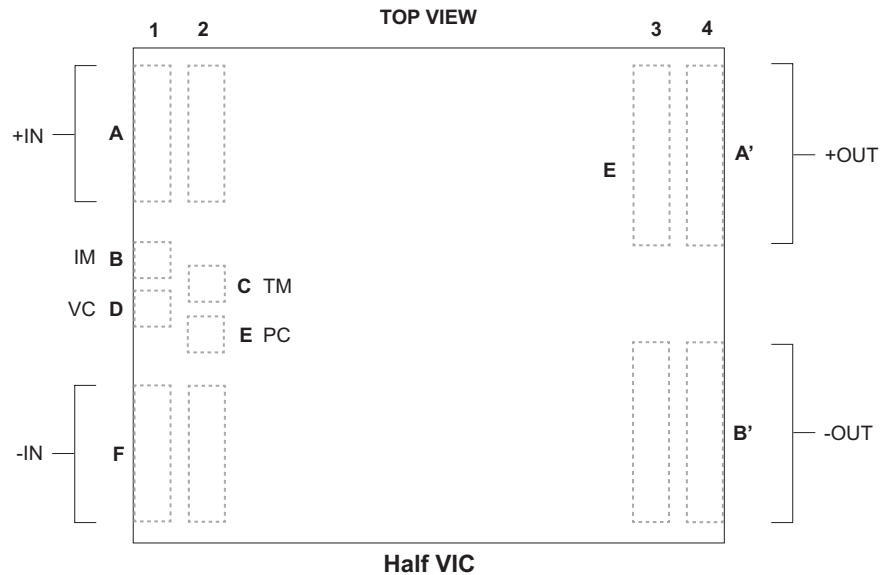 TOP VIEW
1 2 3 4
+IN A E A’ +OUT
IM B
C TM
VC D
E PC
-IN F B’ -OUT
Half VIC